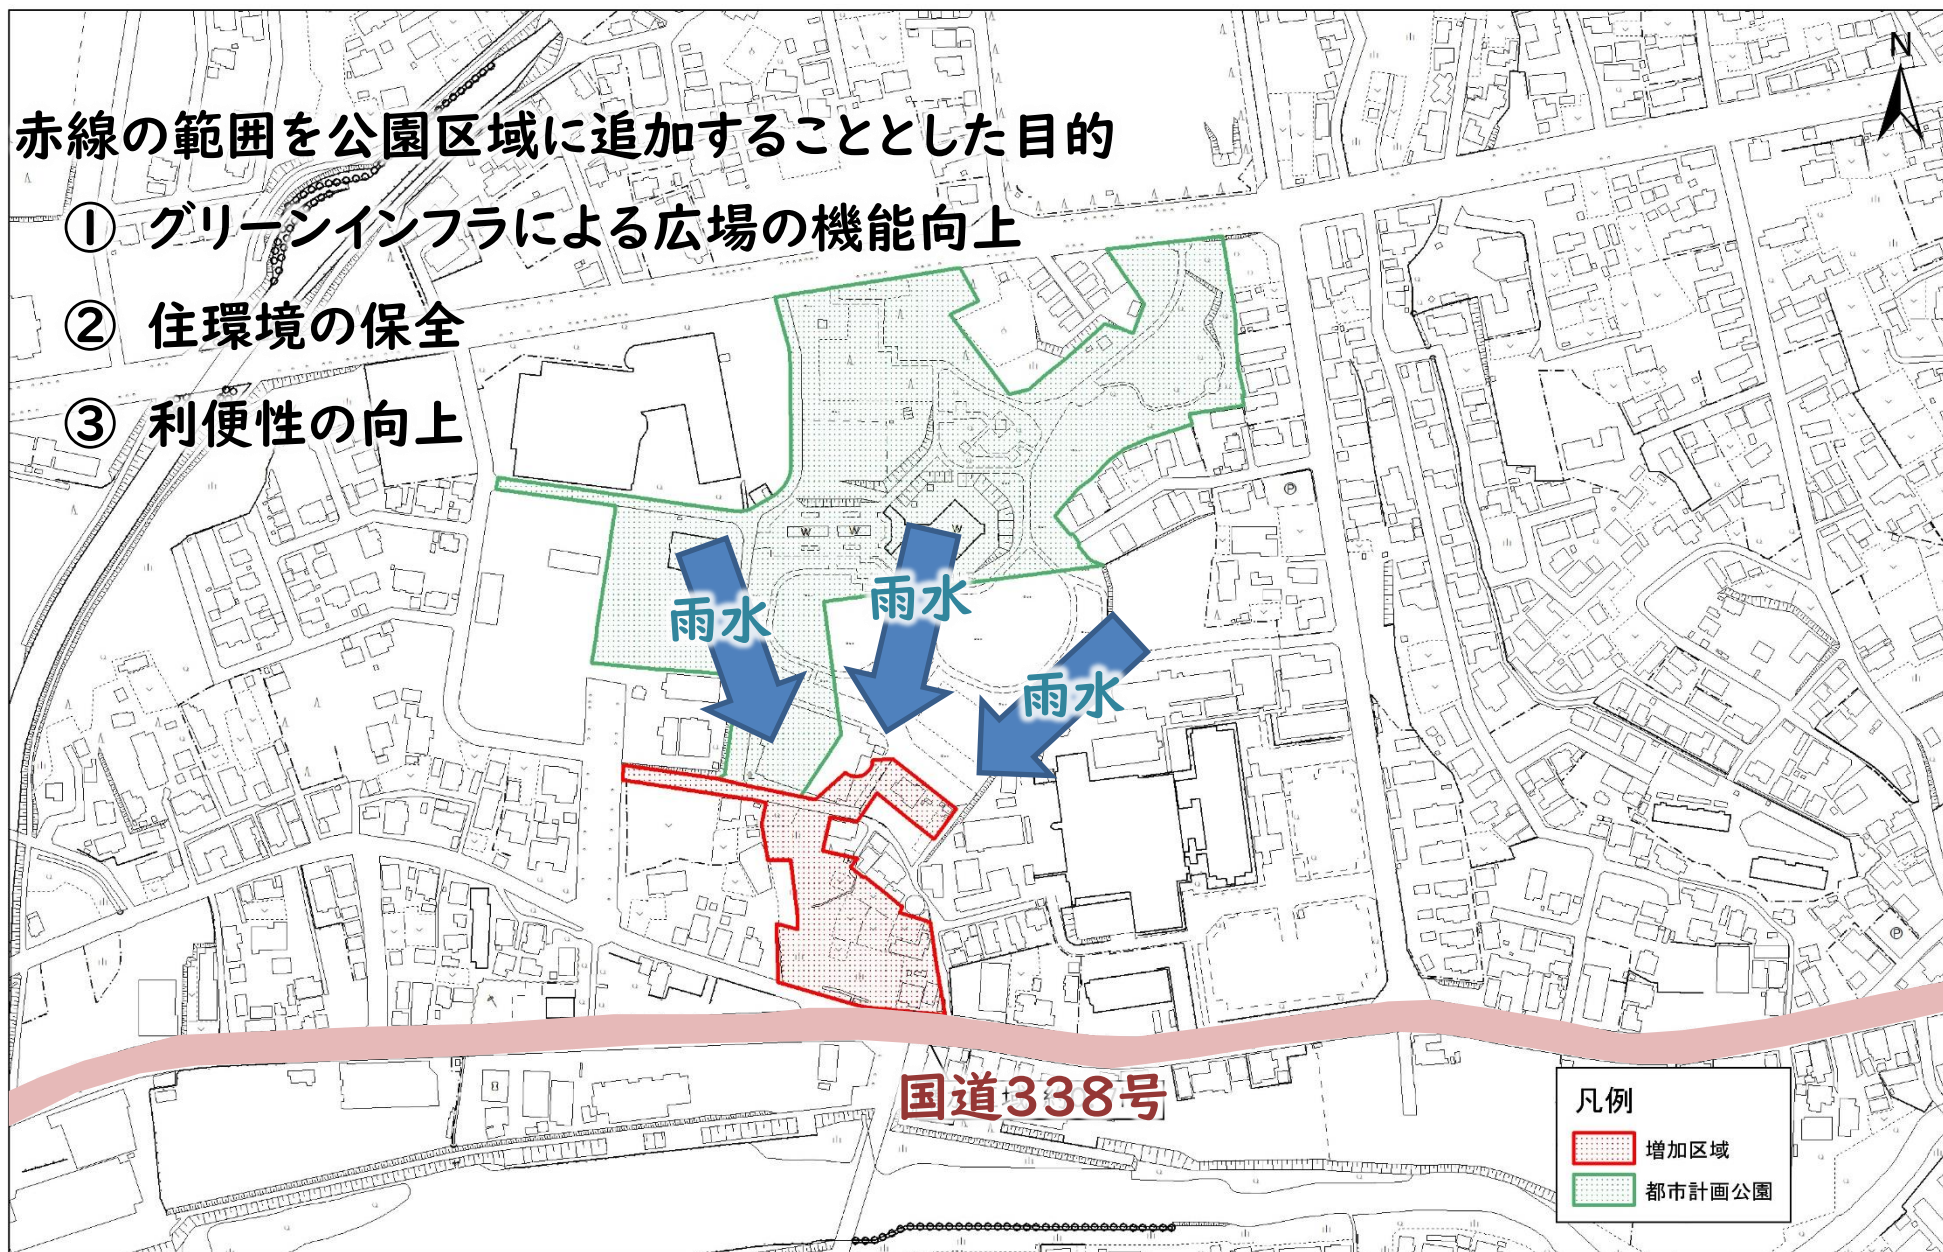 N
赤線の範囲を公園区域に追加することとした目的
① グリーンインフラによる広場の機能向上
② 住環境の保全
③ 利便性の向上
P
W W W
雨水
雨水
雨水
P
国道338号
凡例
増加区域
都市計画公園